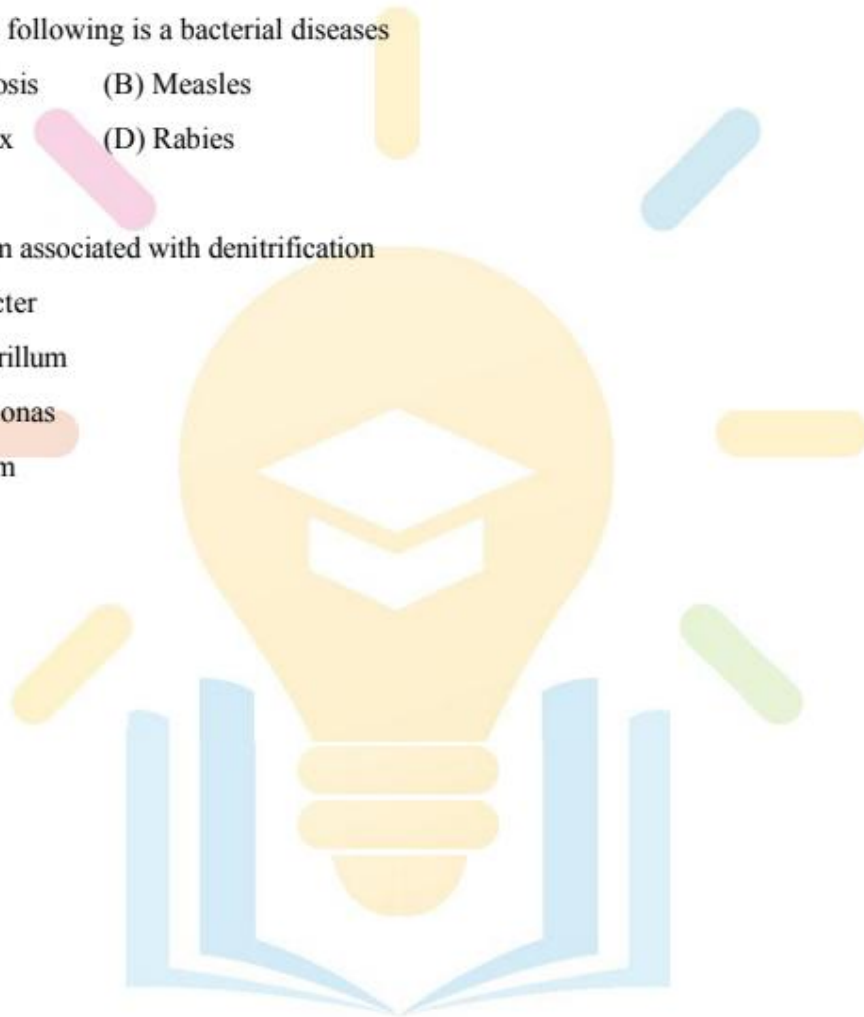 following is a bacterial diseases
osis (B) Measles
x (D) Rabies
n associated with denitrification
cter
rillum
onas
m